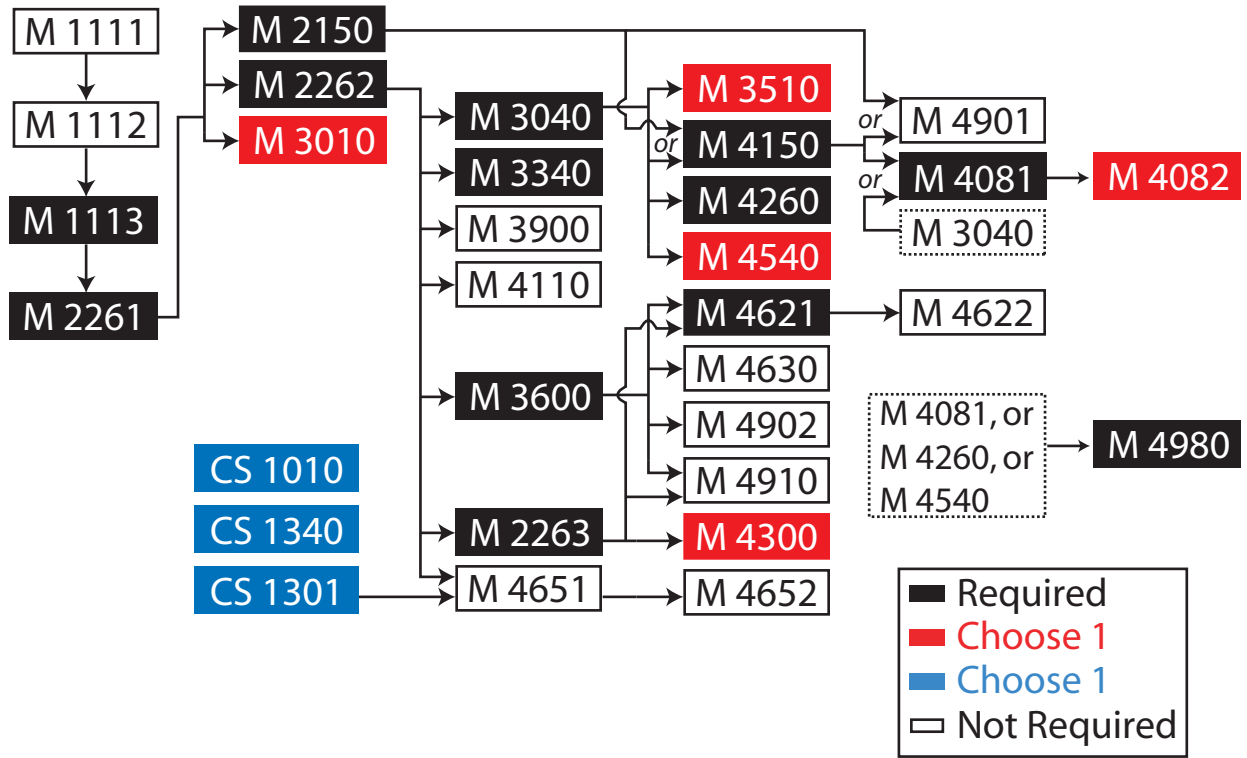 M 1111
M 1112
M 1113
M 2261
M 2150
M 2262
M 3010
CS 1010
CS 1340
CS 1301
M 3040
M 3340
M 3900
M 4110
M 3600
M 2263
M 4651
or
M 3510
M 4150
M 4260
M 4540
M 4621
M 4630
M 4902
M 4910
M 4300
M 4652
or
or
M 4901
M 4081
M 3040
M 4622
M 4081, or
M 4260, or
M 4540
M 4082
M 4980
Required
Choose 1
Choose 1
Not Required